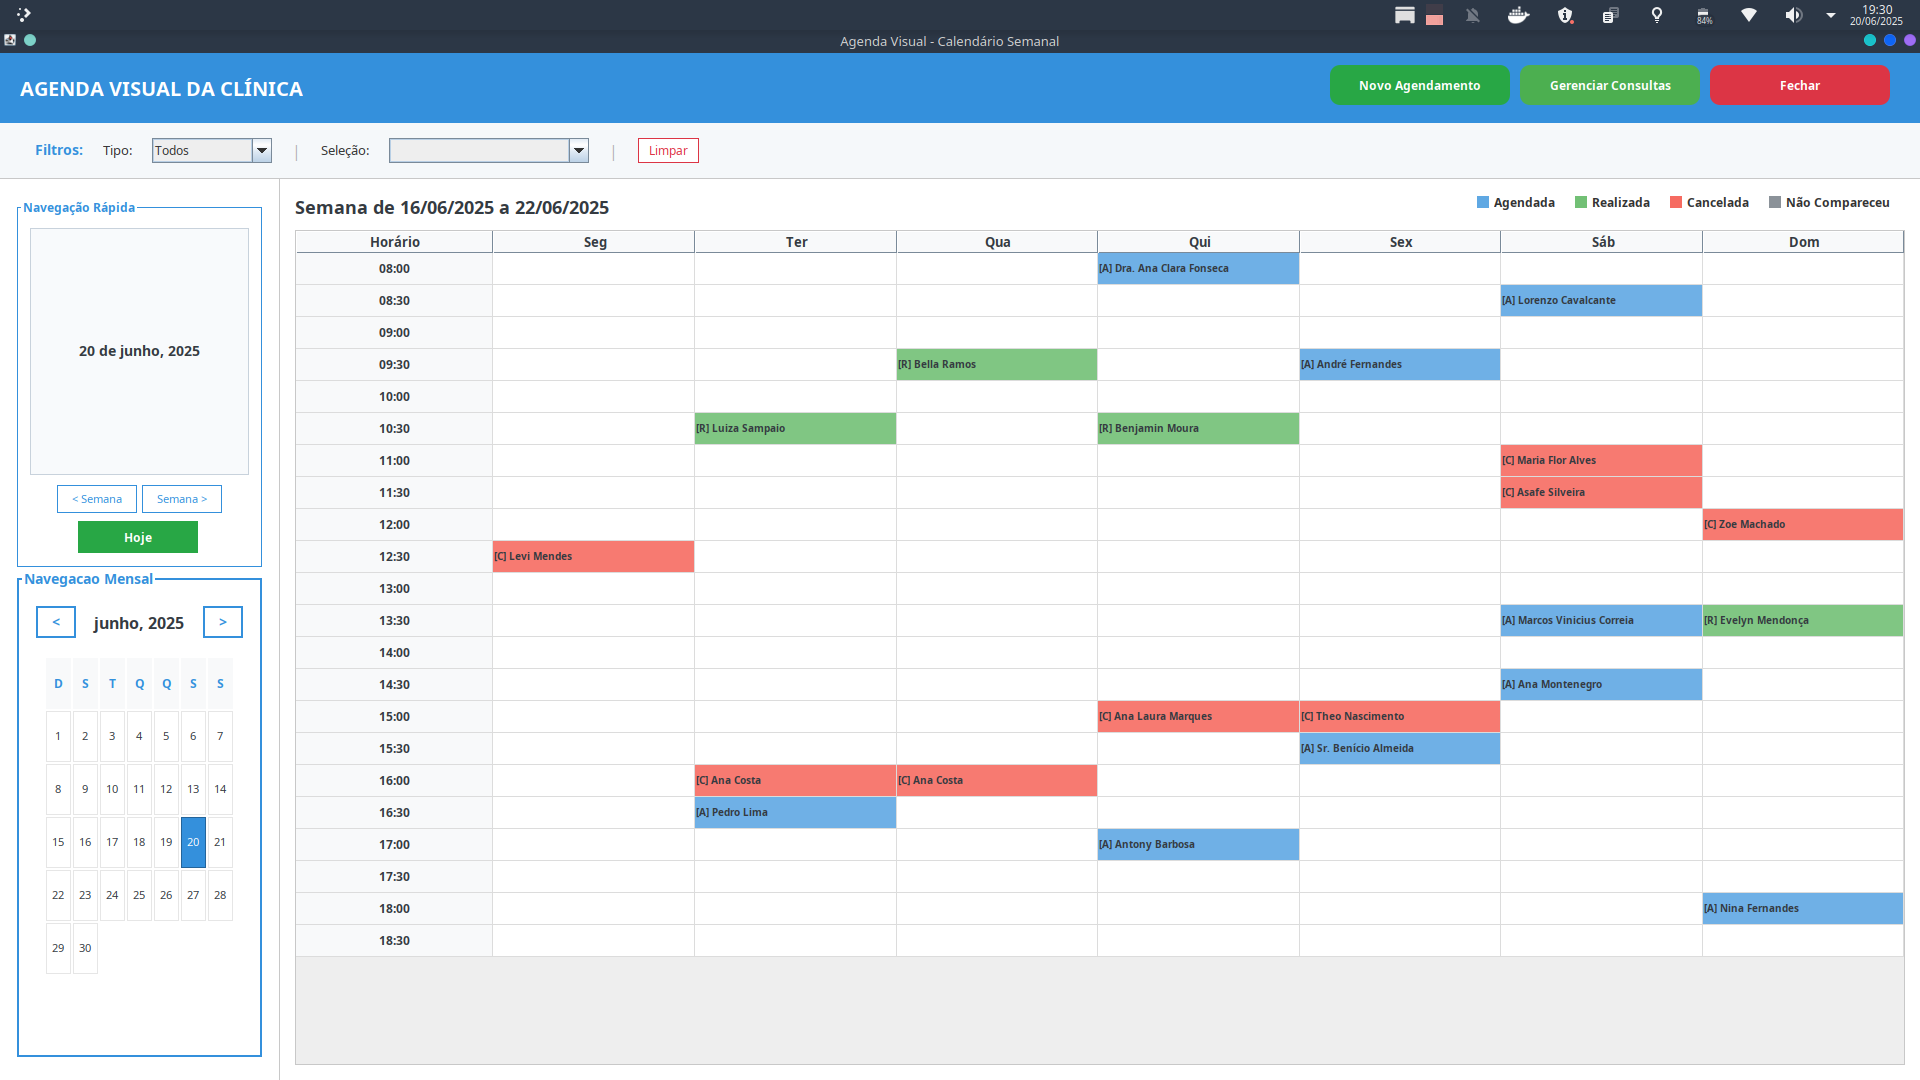 84%
19:30
20/06/2025
Agenda Visual - Calendário Semanal
AGENDA VISUAL DA CLÍNICA
Novo Agendamento
Gerenciar Consultas
Fechar
Filtros: Tipo: Todos | Seleção: | Limpar
Navegação Rápida
20 de junho, 2025
< Semana
Semana >
Hoje
Navegacao Mensal
< junho, 2025 >
D S T Q Q S S
1 2 3 4 5 6 7
8 9 10 11 12 13 14
15 16 17 18 19 20 21
22 23 24 25 26 27 28
29 30
Semana de 16/06/2025 a 22/06/2025
Agendada Realizada Cancelada Não Compareceu
Horário Seg Ter Qua Qui Sex Sáb Dom
08:00 [A] Dra. Ana Clara Fonseca
08:30 [A] Lorenzo Cavalcante
09:00
09:30 [R] Bella Ramos [A] André Fernandes
10:00
10:30 [R] Luiza Sampaio [R] Benjamin Moura
11:00 [C] Maria Flor Alves
11:30 [C] Asafe Silveira
12:00 [C] Zoe Machado
12:30 [C] Levi Mendes
13:00
13:30 [A] Marcos Vinicius Correia [R] Evelyn Mendonça
14:00
14:30 [A] Ana Montenegro
15:00 [C] Ana Laura Marques [C] Theo Nascimento
15:30 [A] Sr. Benício Almeida
16:00 [C] Ana Costa [C] Ana Costa
16:30 [A] Pedro Lima
17:00 [A] Antony Barbosa
17:30
18:00 [A] Nina Fernandes
18:30